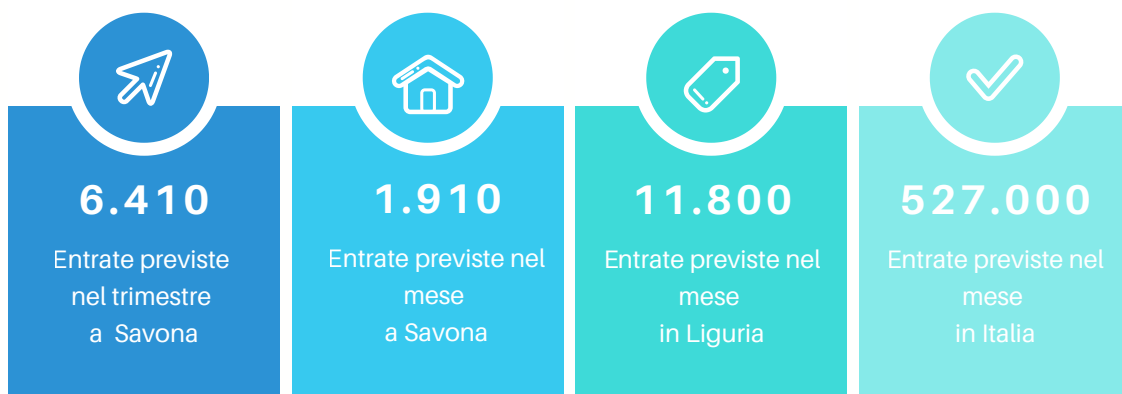 6.410
Entrate previste
nel trimestre
a Savona
1.910
Entrate previste nel
mese
a Savona
11.800
Entrate previste nel
mese
in Liguria
527.000
Entrate previste nel
mese
in Italia